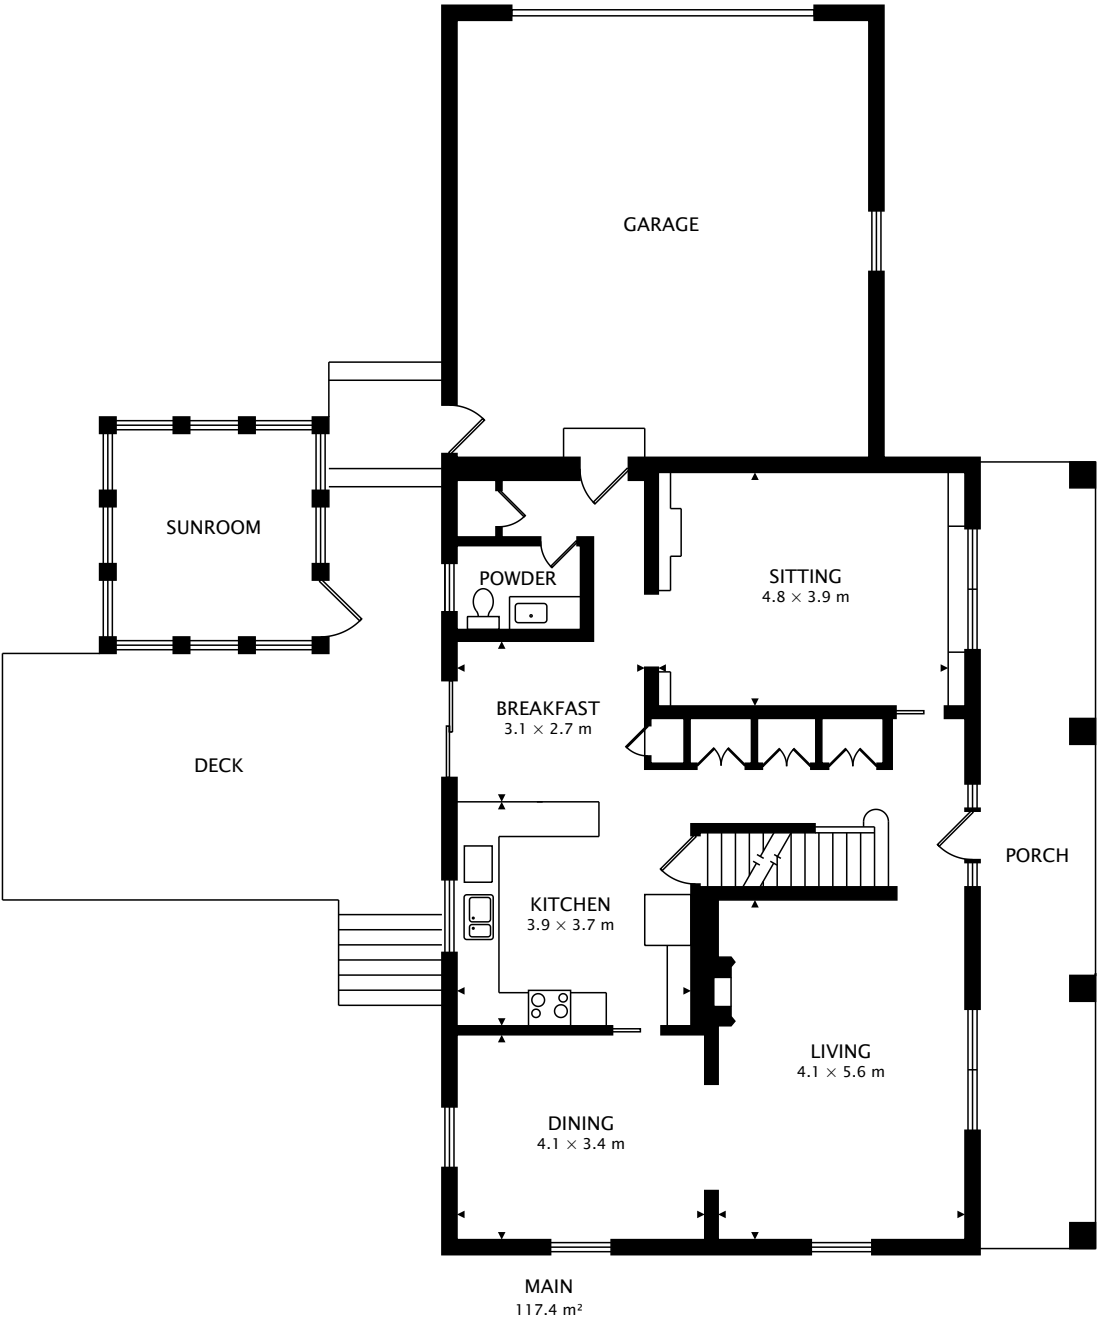 GARAGE
SUNROOM
POWDER
SITTING
4.8 × 3.9 m
BREAKFAST
3.1 × 2.7 m
DECK
PORCH
KITCHEN
3.9 × 3.7 m
LIVING
4.1 × 5.6 m
DINING
4.1 × 3.4 m
MAIN
117.4 m²